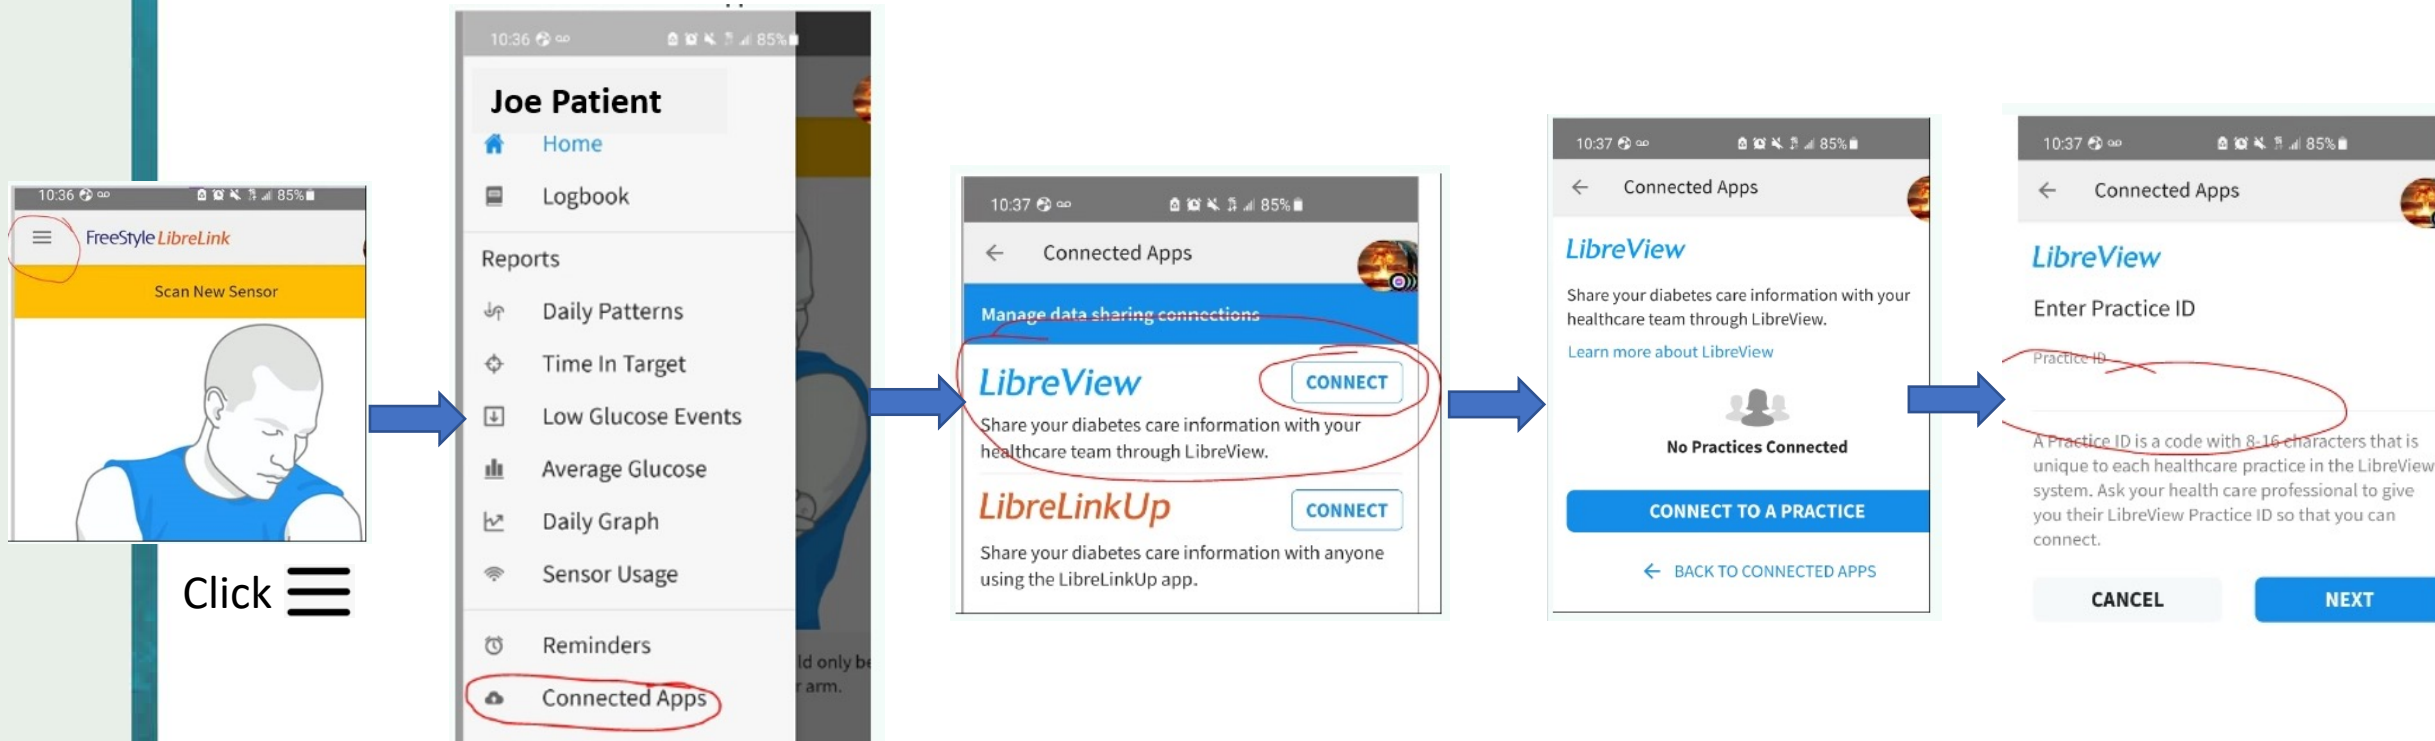 10:36
85%
FreeStyle LibreLink
Scan New Sensor
Click
10:36
85%
Joe Patient
Home
Logbook
Reports
Daily Patterns
Time In Target
Low Glucose Events
Average Glucose
Daily Graph
Sensor Usage
Reminders
Connected Apps
ld only be
r arm.
10:37
85%
Connected Apps
Manage data sharing connections
LibreView
CONNECT
Share your diabetes care information with your
healthcare team through LibreView.
LibreLinkUp
CONNECT
Share your diabetes care information with anyone
using the LibreLinkUp app.
10:37
85%
Connected Apps
LibreView
Share your diabetes care information with your
healthcare team through LibreView.
Learn more about LibreView
No Practices Connected
CONNECT TO A PRACTICE
BACK TO CONNECTED APPS
10:37
85%
Connected Apps
LibreView
Enter Practice ID
Practice ID
A Practice ID is a code with 8-16 characters that is
unique to each healthcare practice in the LibreView
system. Ask your health care professional to give
you their LibreView Practice ID so that you can
connect.
CANCEL
NEXT